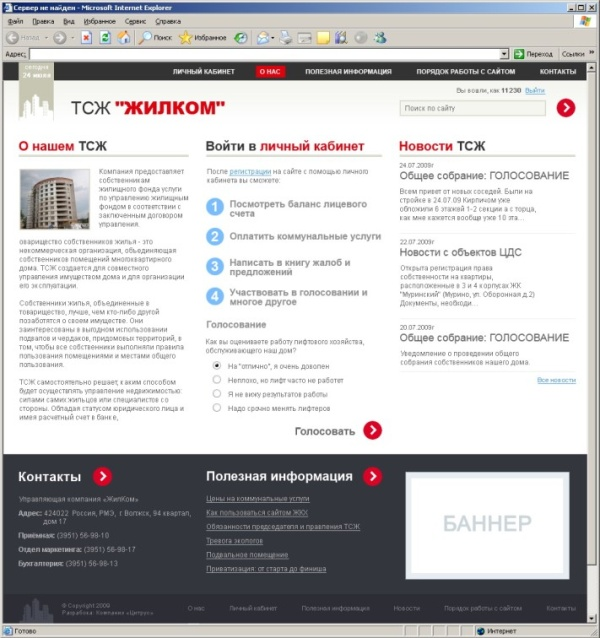 Сервер не найден - Microsoft Internet Explorer
Файл Правка Вид Избранное Сервис Справка
Назад Поиск Избранное
Адрес: Переход Ссылки »
сегодня
24 июля
ЛИЧНЫЙ КАБИНЕТ О НАС ПОЛЕЗНАЯ ИНФОРМАЦИЯ ПОРЯДОК РАБОТЫ С САЙТОМ КОНТАКТЫ
Вы вошли, как 11230 Выйти
ТСЖ "ЖИЛКОМ"
Поиск по сайту
О нашем ТСЖ
Компания предоставляет
собственникам
жилищного фонда услуги
по управлению жилищным
фондом в соответствии с
заключенным договором
управления.
оварищество собственников жилья - это
некоммерческая организация, объединяющая
собственников помещений многоквартирного
дома. ТСЖ создается для совместного
управления имуществом дома и для организации
его эксплуатации.
Собственники жилья, объединенные в
товарищество, лучше, чем кто-либо другой
позаботятся о своем имуществе. Они
заинтересованы в выгодном использовании
подвалов и чердаков, придомовых территорий, в
том, чтобы все собственники выполняли правила
пользования помещениями и местами общего
пользования.
ТСЖ самостоятельно решает, каким способом
будет осуществлять управление недвижимостью:
силами самих жильцов или специалистов со
стороны. Обладая статусом юридического лица и
имея расчетный счет в банке,
Войти в личный кабинет
После регистрации на сайте с помощью личного
кабинета вы сможете:
1 Посмотреть баланс лицевого
счета
2 Оплатить коммунальные услуги
3 Написать в книгу жалоб и
предложений
4 Участвовать в голосовании и
многое другое
Голосование
Как вы оцениваете работу лифтового хозяйства,
обслуживающего наш дом?
На "отлично", я очень доволен
Неплохо, но лифт часто не работает
Я не вижу результатов работы
Надо срочно менять лифтеров
Голосовать
Новости ТСЖ
24.07.2009г
Общее собрание: ГОЛОСОВАНИЕ
Всем привет от новых соседей. Были на
стройке в 24.07.09 Кирпичом уже
обложили 6 этажей 1-2 секции а с торца,
как мне кажется вообще уже 10 эта...
22.07.2009г
Новости с объектов ЦДС
Открыта регистрация права
собственности на квартиры,
расположенные в 3 и 4 корпусах ЖК
"Муринский" (Мурино, ул. Оборонная д.2)
Документы, необходи...
20.07.2009г
Общее собрание: ГОЛОСОВАНИЕ
Уведомление о проведении общего
собрания собственников нашего дома.
Все новости
Контакты
Управляющая компания «ЖилКом»
Адрес: 424022 Россия, РМЭ, г.Волжск, 94 квартал,
дом 17
Приёмная: (3951) 56-98-10
Отдел маркетинга: (3951) 56-98-17
Бухгалтерия: (3951) 56-98-13
Полезная информация
Цены на коммунальные услуги
Как пользоваться сайтом ЖКХ
Обязанности председателя и правления ТСЖ
Тревога экологов
Подвальное помещение
Приватизация: от старта до финиша
БАННЕР
© Copyright 2009
Разработка: Компания «Цитрус»
О нас Личный кабинет Полезная информация Новости Порядок работы с сайтом Контакты
Готово Интернет